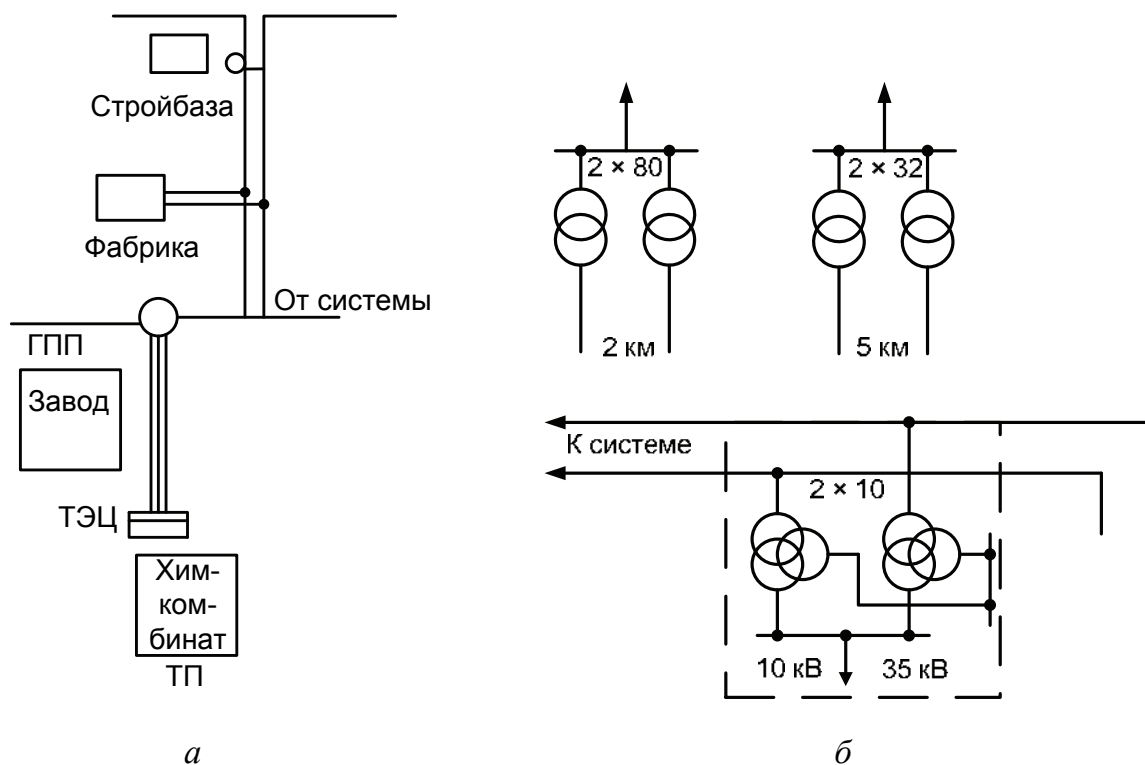 Стройбаза
Фабрика
От системы
ГПП
Завод
ТЭЦ
Хим-
ком-
бинат
ТП
а
2 × 80
2 × 32
2 км
5 км
К системе
2 × 10
10 кВ
35 кВ
б